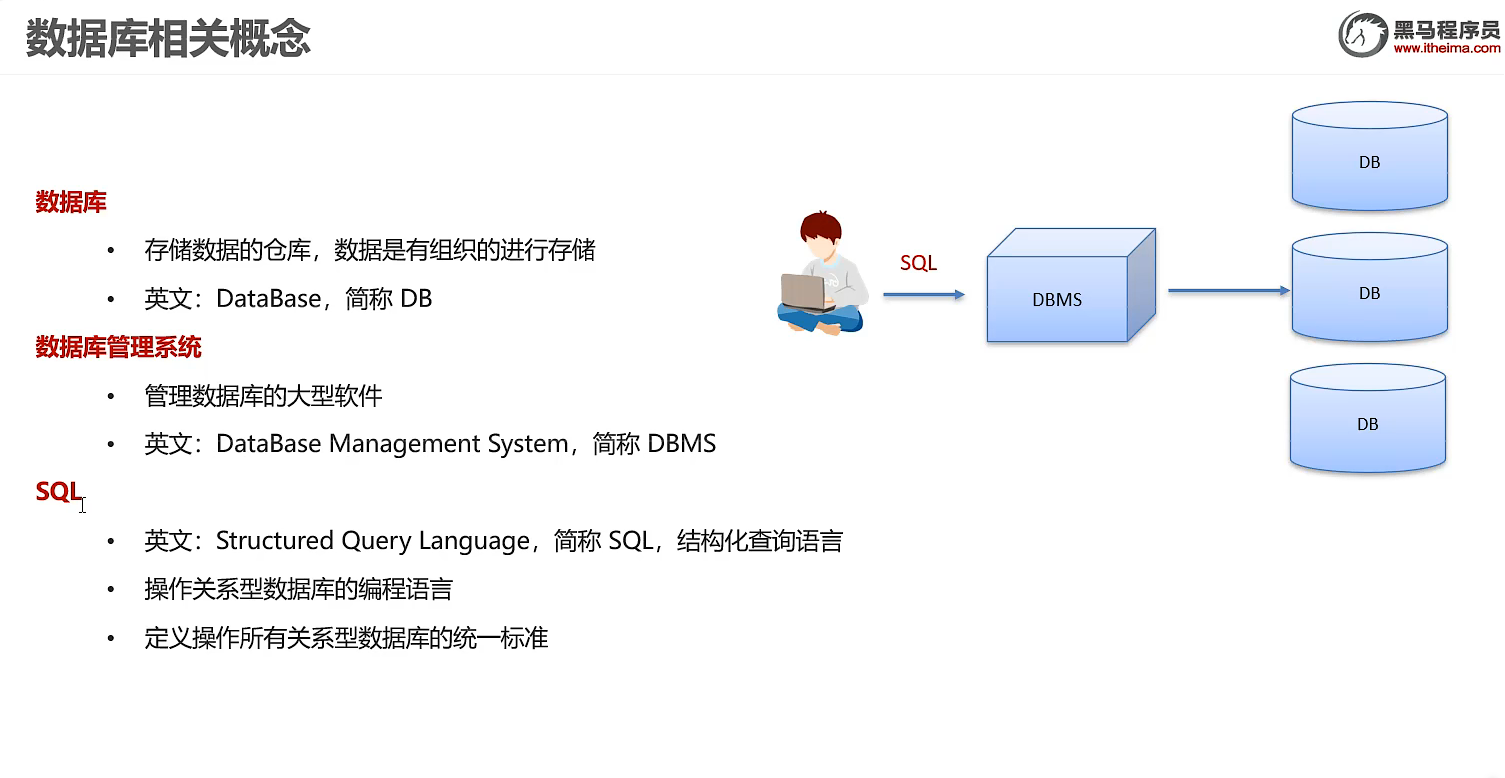 数据库相关概念
黑马程序员
www.itheima.com
数据库
• 存储数据的仓库，数据是有组织的进行存储
• 英文：DataBase，简称 DB
数据库管理系统
• 管理数据库的大型软件
• 英文：DataBase Management System，简称 DBMS
SQL
• 英文：Structured Query Language，简称 SQL，结构化查询语言
• 操作关系型数据库的编程语言
• 定义操作所有关系型数据库的统一标准
SQL
DBMS
DB
DB
DB